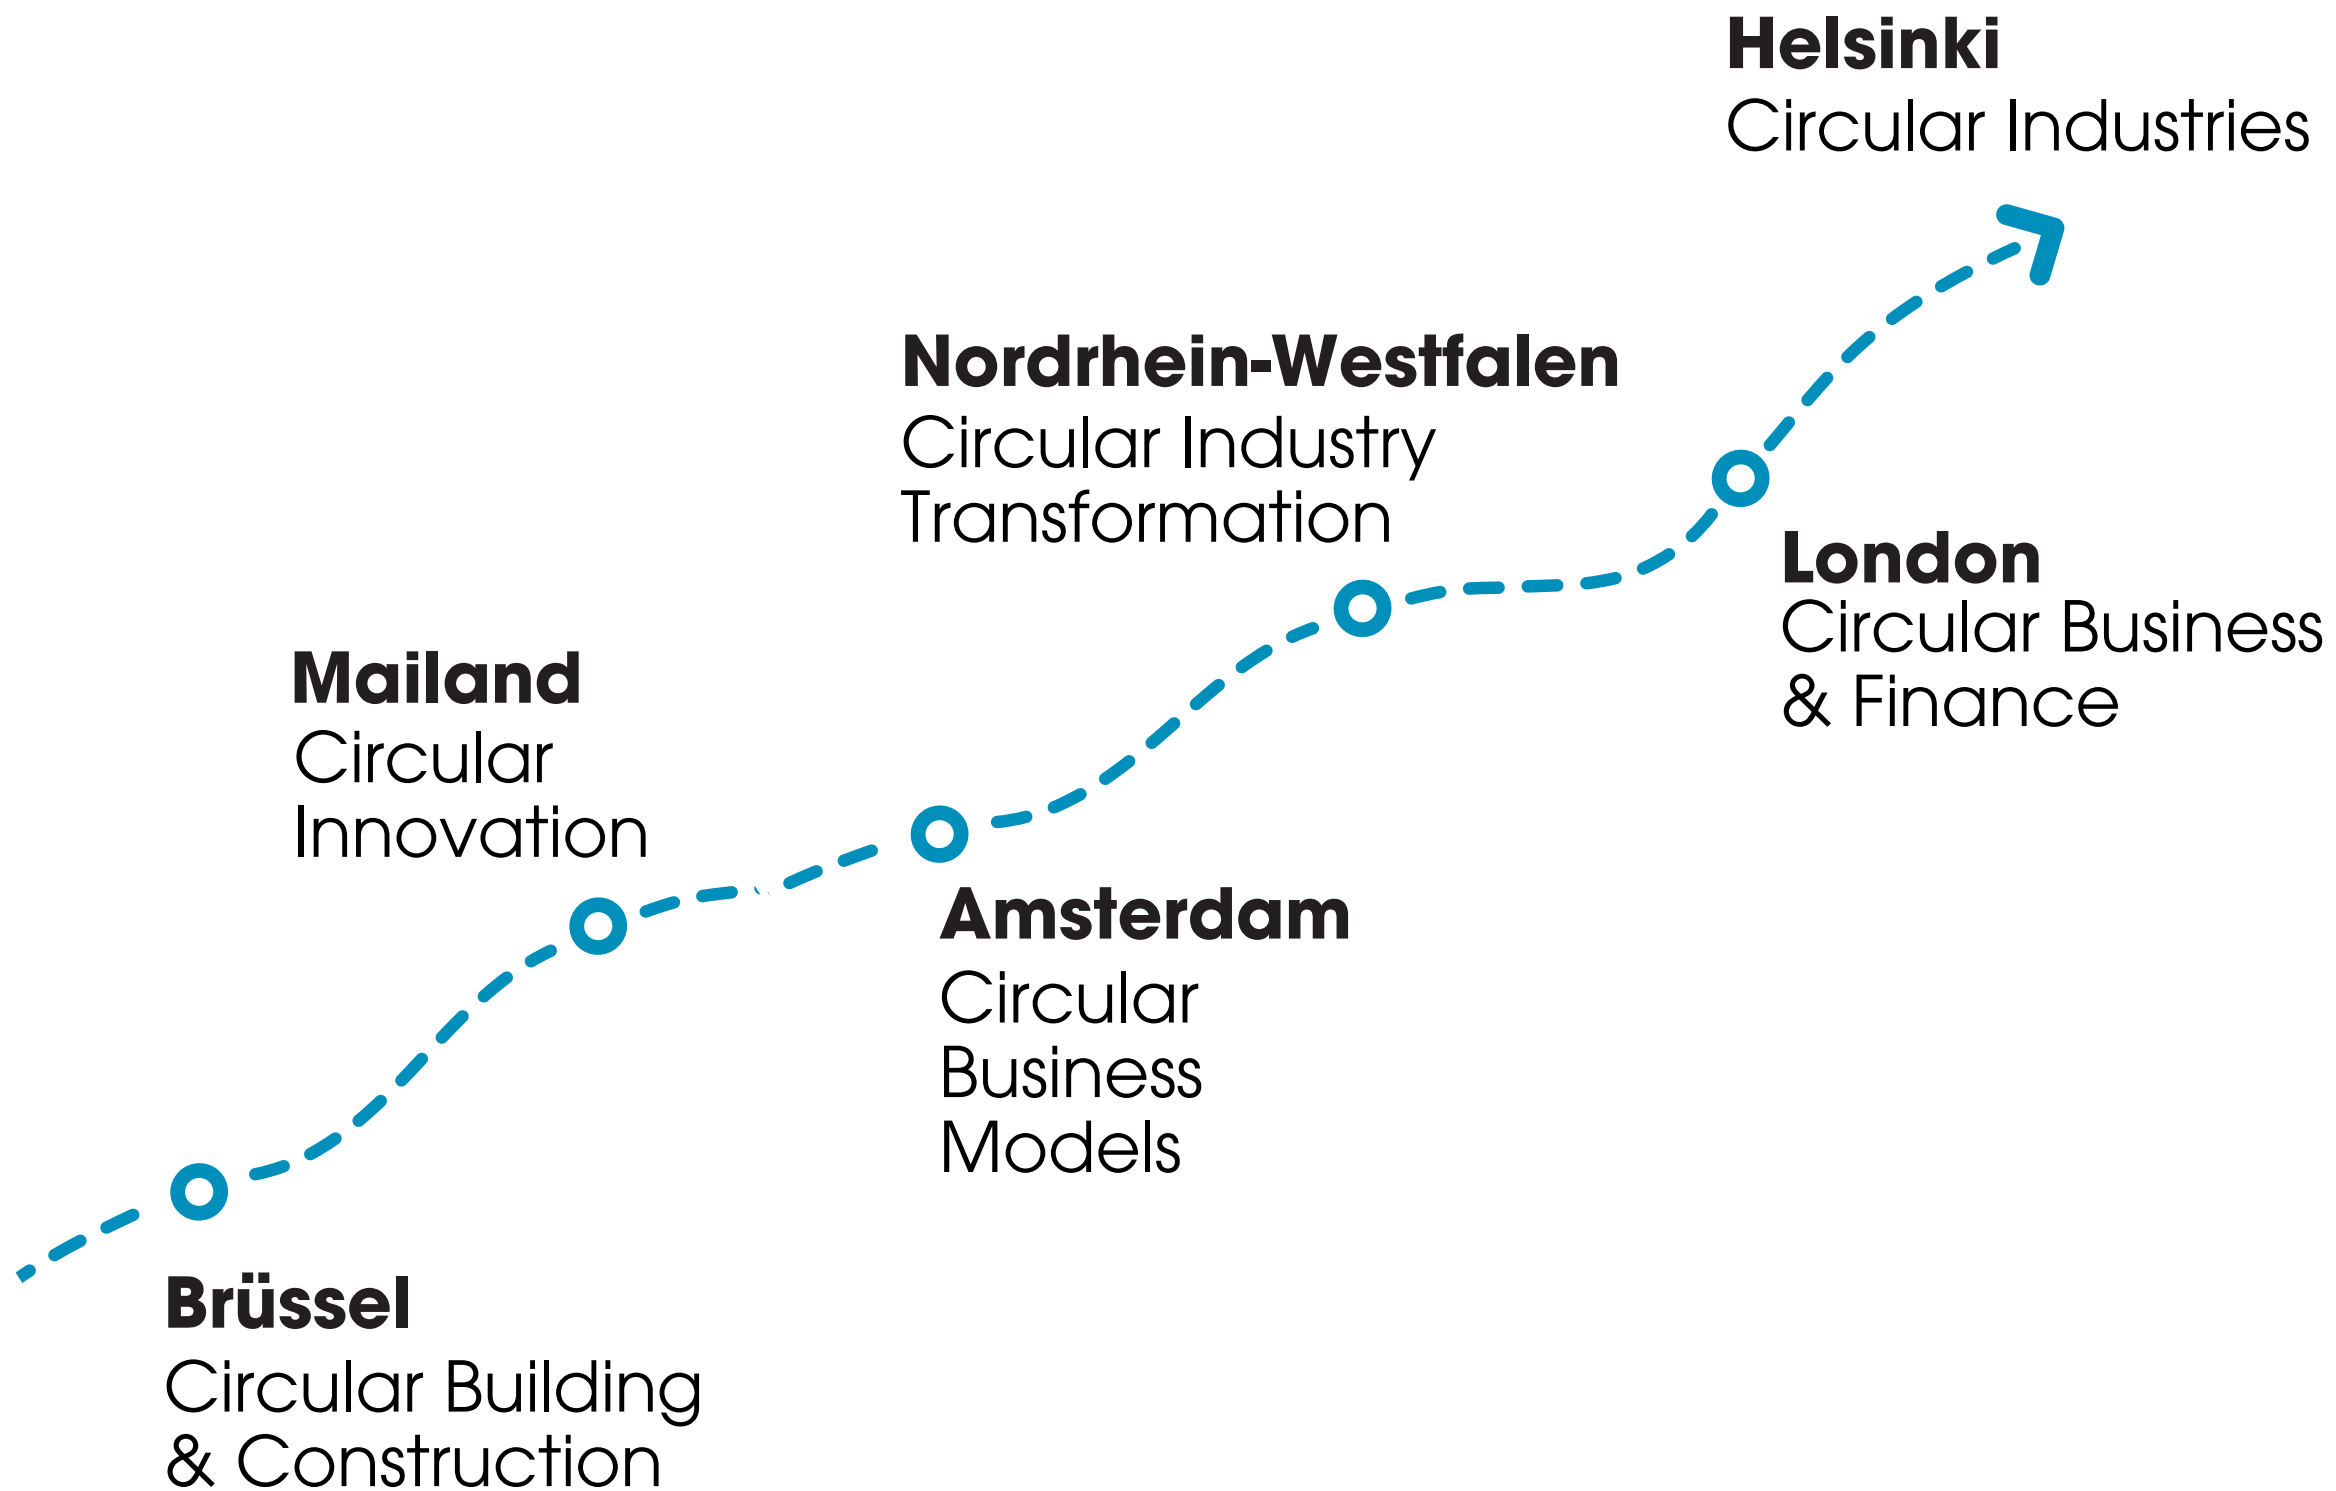 Helsinki
Circular Industries
Nordrhein-Westfalen
Circular Industry
Transformation
London
Circular Business
& Finance
Mailand
Circular
Innovation
Amsterdam
Circular
Business
Models
Brüssel
Circular Building
& Construction